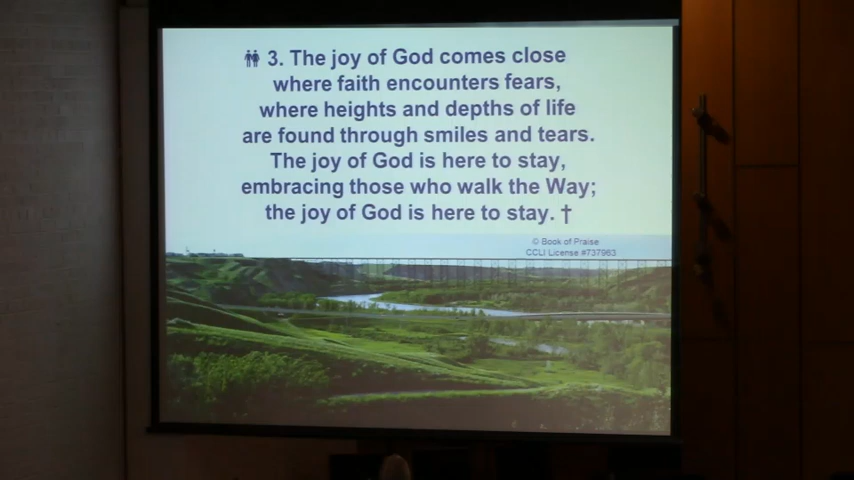 3. The joy of God comes close
where faith encounters fears,
where heights and depths of life
are found through smiles and tears.
The joy of God is here to stay,
embracing those who walk the Way;
the joy of God is here to stay. †
© Book of Praise
CCLI License #737963